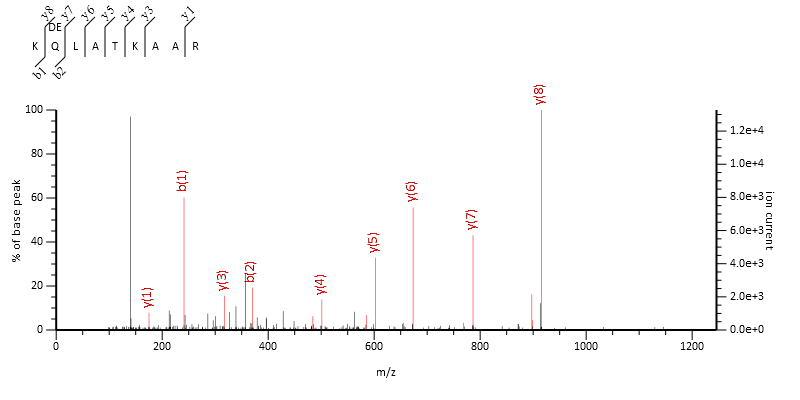 y8 y7 y6 y5 y4 y3 y1
DE
K Q L A T K A A R
b1 b2
y(8)
y(6)
b(1)
y(7)
y(5)
b(2)
y(3)
y(4)
y(1)
100
80
60
40
20
0
% of base peak
1.2e+4
1.0e+4
8.0e+3
6.0e+3
4.0e+3
2.0e+3
0.0e+0
ion current
0 200 400 600 800 1000 1200
m/z